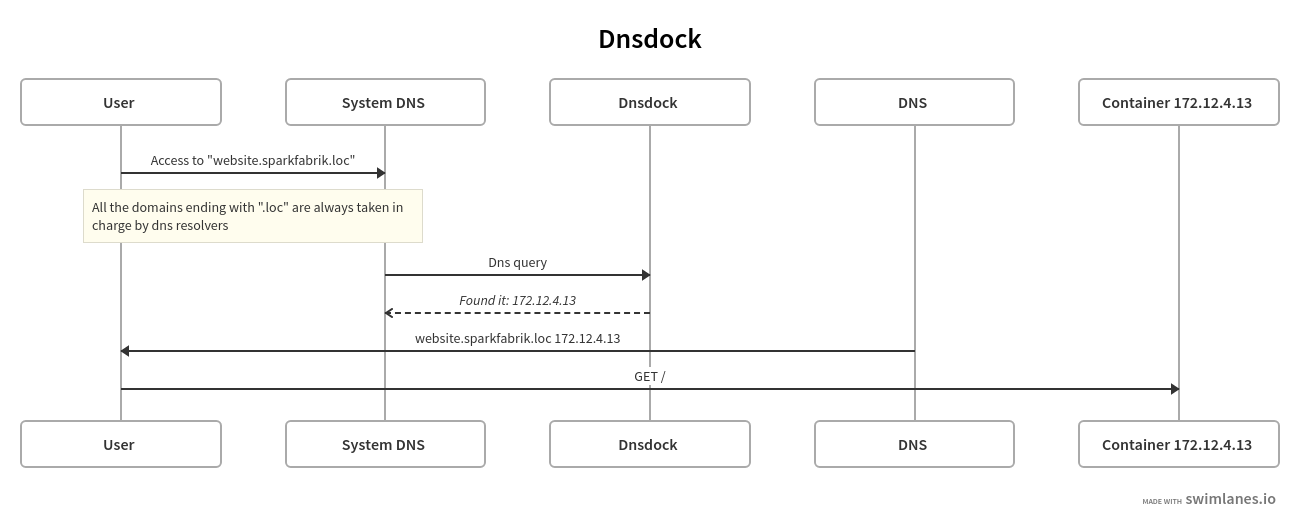 Dnsdock
User
System DNS
Dnsdock
DNS
Container 172.12.4.13
Access to "website.sparkfabrik.loc"
All the domains ending with ".loc" are always taken in
charge by dns resolvers
Dns query
Found it: 172.12.4.13
website.sparkfabrik.loc 172.12.4.13
GET /
User
System DNS
Dnsdock
DNS
Container 172.12.4.13
MADE WITH swimlanes.io